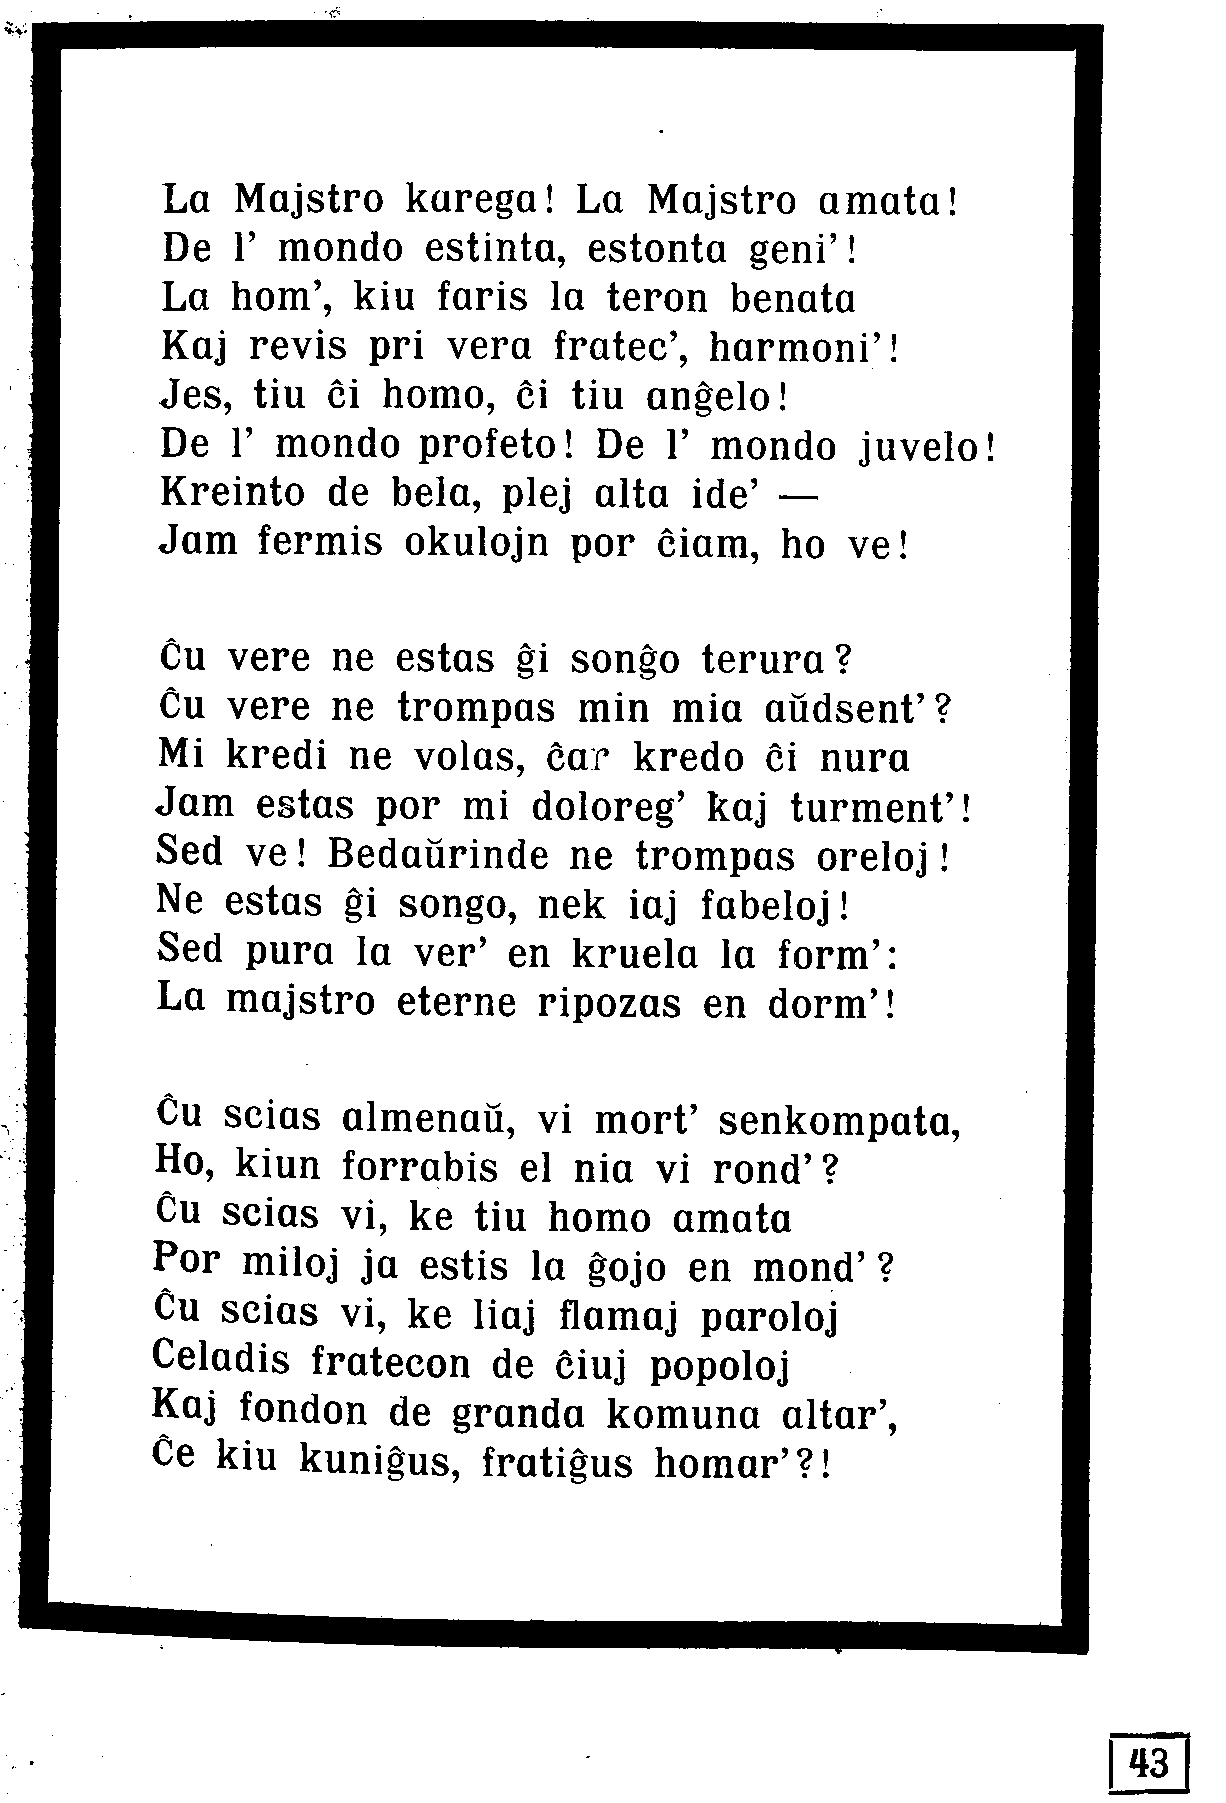 La Majstro karega! La Majstro amata!
De l’ mondo estinta, estonta geni’!
La hom’, kiu faris la teron benata
Kaj revis pri vera fratec’, harmoni’!
Jes, tiu ĉi homo, ĉi tiu anĝelo!
De l’ mondo profeto! De l’ mondo juvelo!
Kreinto de bela, plej alta ide’ —
Jam fermis okulojn por ĉiam, ho ve!
Ĉu vere ne estas ĝi sonĝo terura?
Ĉu vere ne trompas min mia aŭdsent’?
Mi kredi ne volas, ĉar kredo ĉi nura
Jam estas por mi doloreg’ kaj turment’!
Sed ve! Bedaŭrinde ne trompas oreloj!
Ne estas ĝi songo, nek iaj fabeloj!
Sed pura la ver’ en kruela la form’:
La majstro eterne ripozas en dorm’!
Ĉu scias almenaŭ, vi mort’ senkompata,
Ho, kiun forrabis el nia vi rond’?
Ĉu scias vi, ke tiu homo amata
Por miloj ja estis la ĝojo en mond’?
Ĉu scias vi, ke liaj flamaj paroloj
Celadis fratecon de ĉiuj popoloj
Kaj fondon de granda komuna altar’,
Ĉe kiu kuniĝus, fratiĝus homar’?!
43